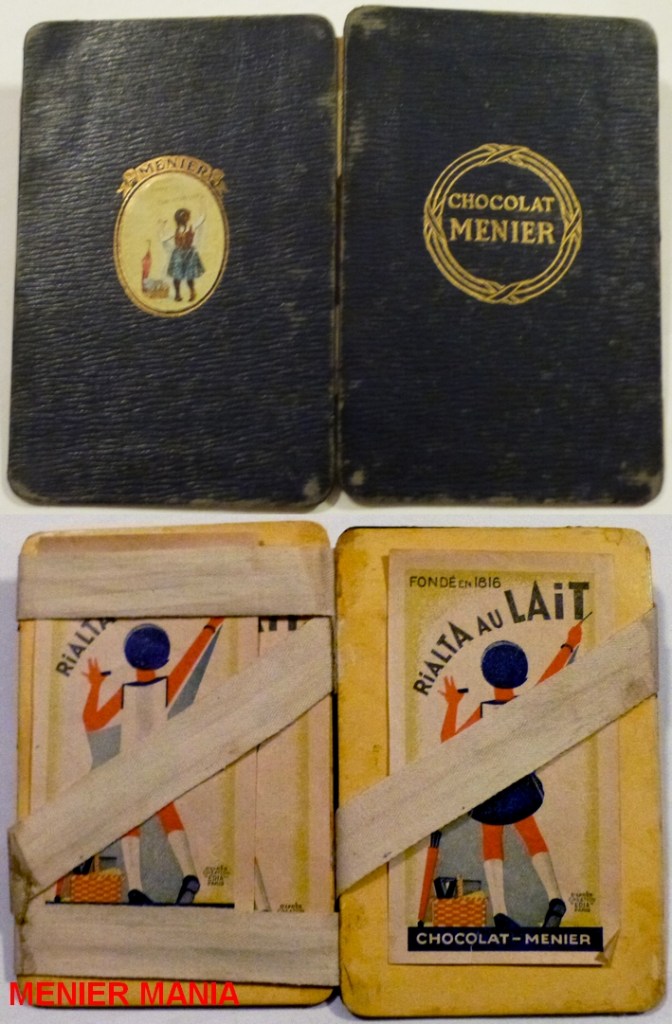 MENIER
CHOCOLAT
MENIER
RiALTA
FONDÉ EN 1816
RiALTA AU LAiT
CHOCOLAT-MENIER
MENIER MANIA